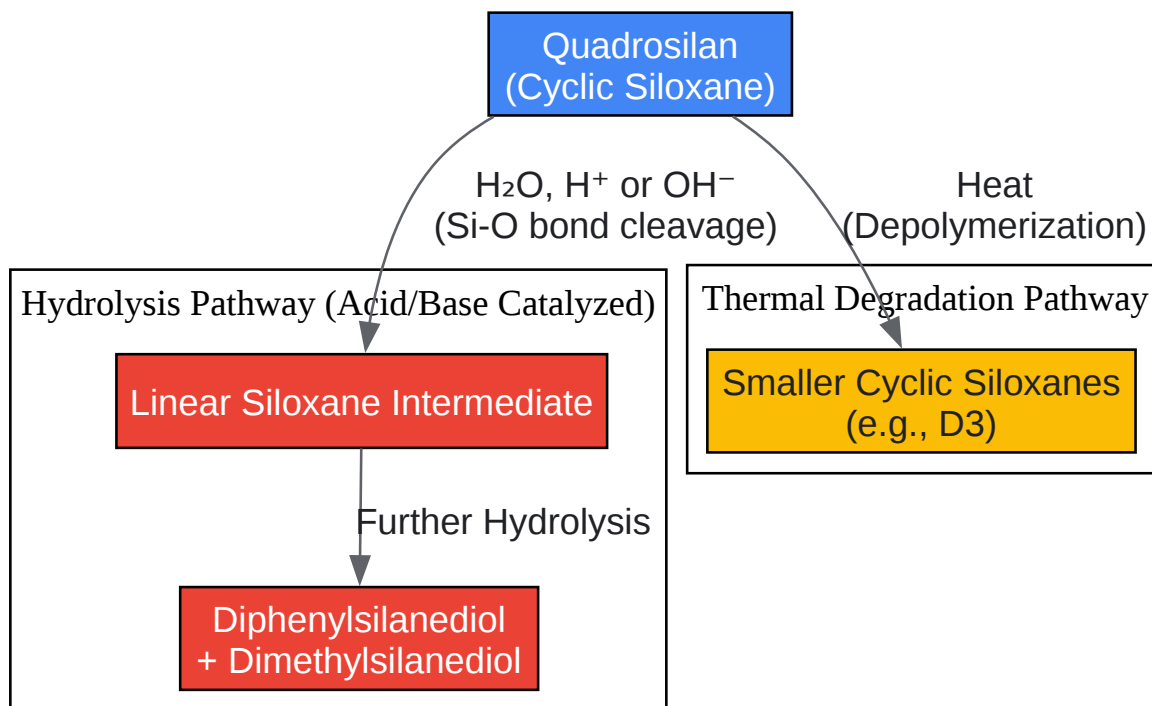 Quadrosilan
(Cyclic Siloxane)
H₂O, H⁺ or OH⁻
(Si-O bond cleavage)
Heat
(Depolymerization)
Hydrolysis Pathway (Acid/Base Catalyzed)
Thermal Degradation Pathway
Linear Siloxane Intermediate
Smaller Cyclic Siloxanes
(e.g., D3)
Further Hydrolysis
Diphenylsilanediol
+ Dimethylsilanediol